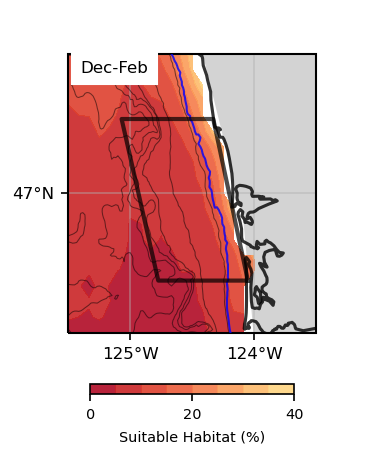 Dec-Feb
47°N
125°W 124°W
0 20 40
Suitable Habitat (%)